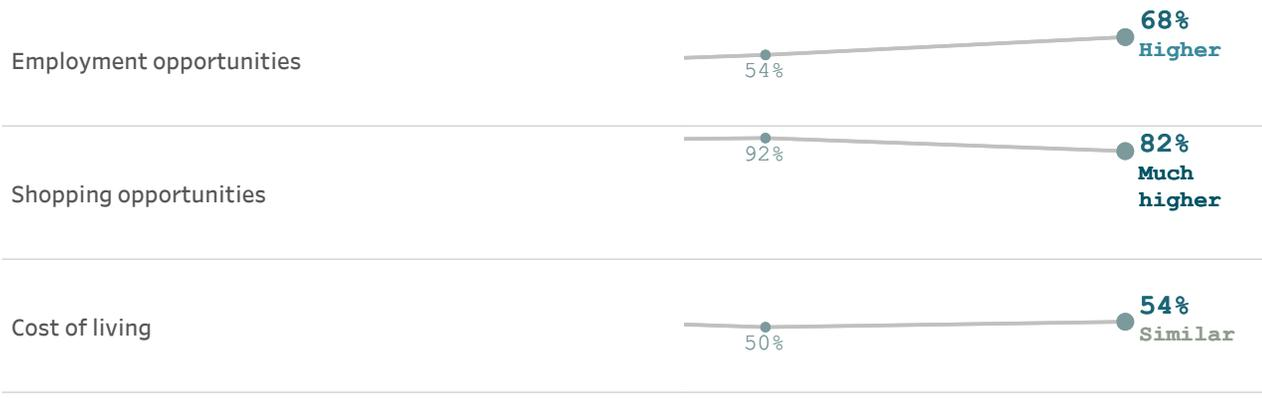 68%
Higher
Employment opportunities
54%
82%
92%
Much
higher
Shopping opportunities
54%
Cost of living
Similar
50%